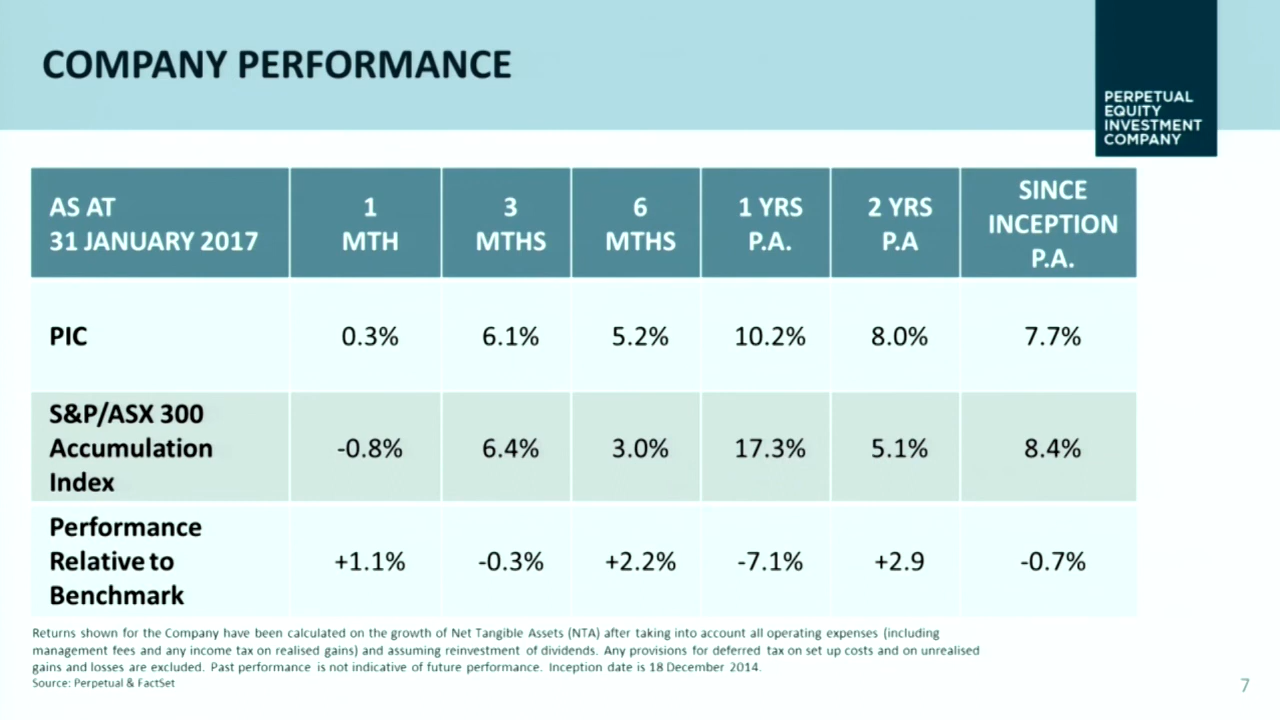 COMPANY PERFORMANCE
PERPETUAL
EQUITY
INVESTMENT
COMPANY
AS AT
31 JANUARY 2017
1
MTH
3
MTHS
6
MTHS
1 YRS
P.A.
2 YRS
P.A
SINCE
INCEPTION
P.A.
PIC
0.3%
6.1%
5.2%
10.2%
8.0%
7.7%
S&P/ASX 300
Accumulation
Index
-0.8%
6.4%
3.0%
17.3%
5.1%
8.4%
Performance
Relative to
Benchmark
+1.1%
-0.3%
+2.2%
-7.1%
+2.9
-0.7%
Returns shown for the Company have been calculated on the growth of Net Tangible Assets (NTA) after taking into account all operating expenses (including
management fees and any income tax on realised gains) and assuming reinvestment of dividends. Any provisions for deferred tax on set up costs and on unrealised
gains and losses are excluded. Past performance is not indicative of future performance. Inception date is 18 December 2014.
Source: Perpetual & FactSet
7